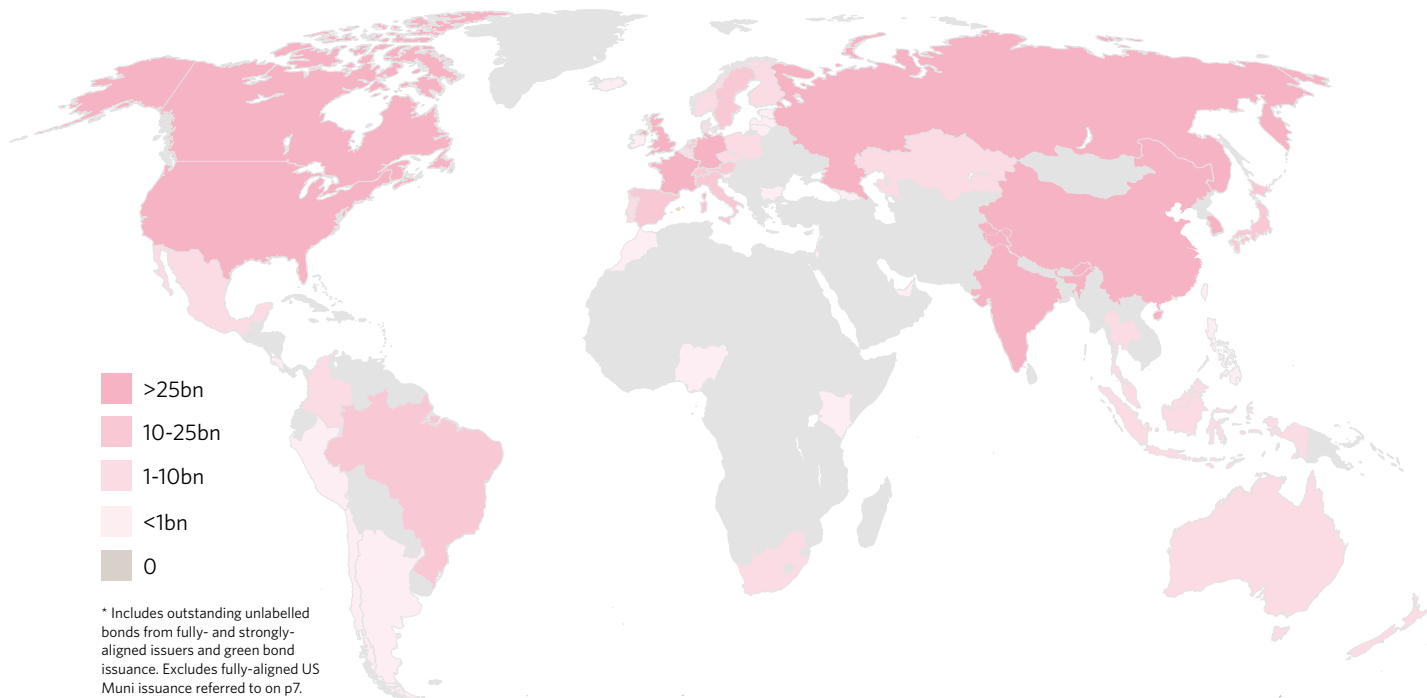 >25bn
10-25bn
1-10bn
<1bn
0
* Includes outstanding unlabelled
bonds from fully- and strongly-
aligned issuers and green bond
issuance. Excludes fully-aligned US
Muni issuance referred to on p7.